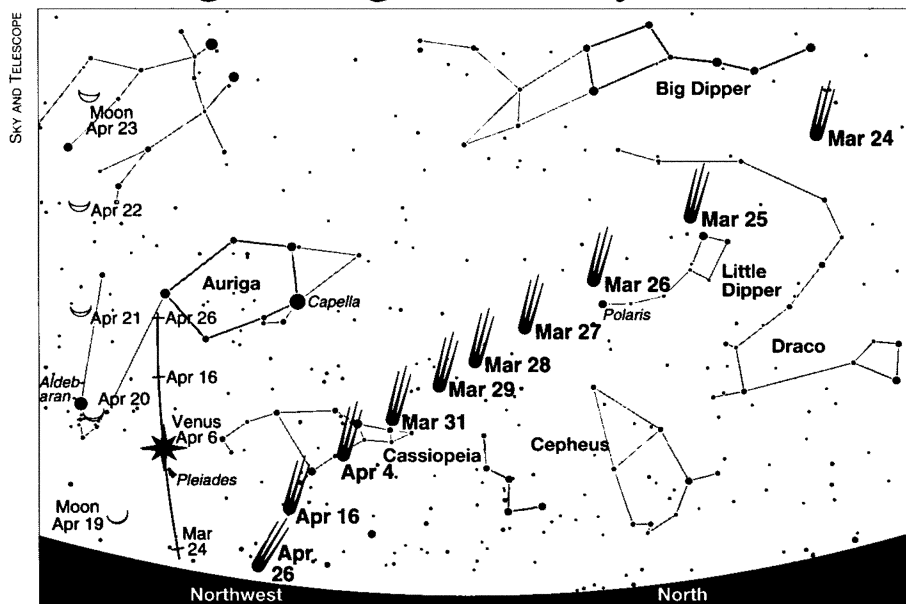 SKY AND TELESCOPE
Moon
Apr 23
Big Dipper
Mar 24
Apr 22
Mar 25
Auriga
Capella
Mar 26
Little
Dipper
Polaris
Apr 21
Apr 26
Mar 27
Mar 28
Draco
Aldeb-
aran
Apr 16
Mar 29
Apr 20
Venus
Apr 6
Mar 31
Cassiopeia
Cepheus
Apr 4
Pleiades
Moon
Apr 19
Apr 16
Mar
24
Apr
26
Northwest
North